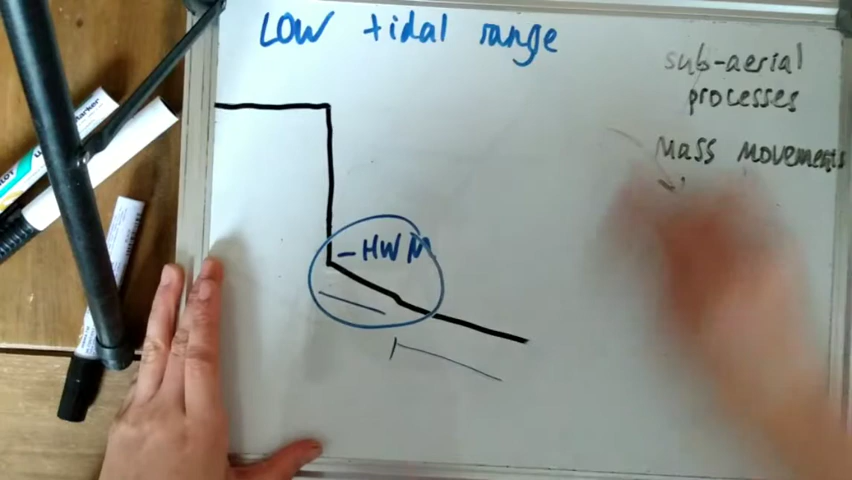 Low tidal range
sub-aerial
processes
Mass Movements
-HWM